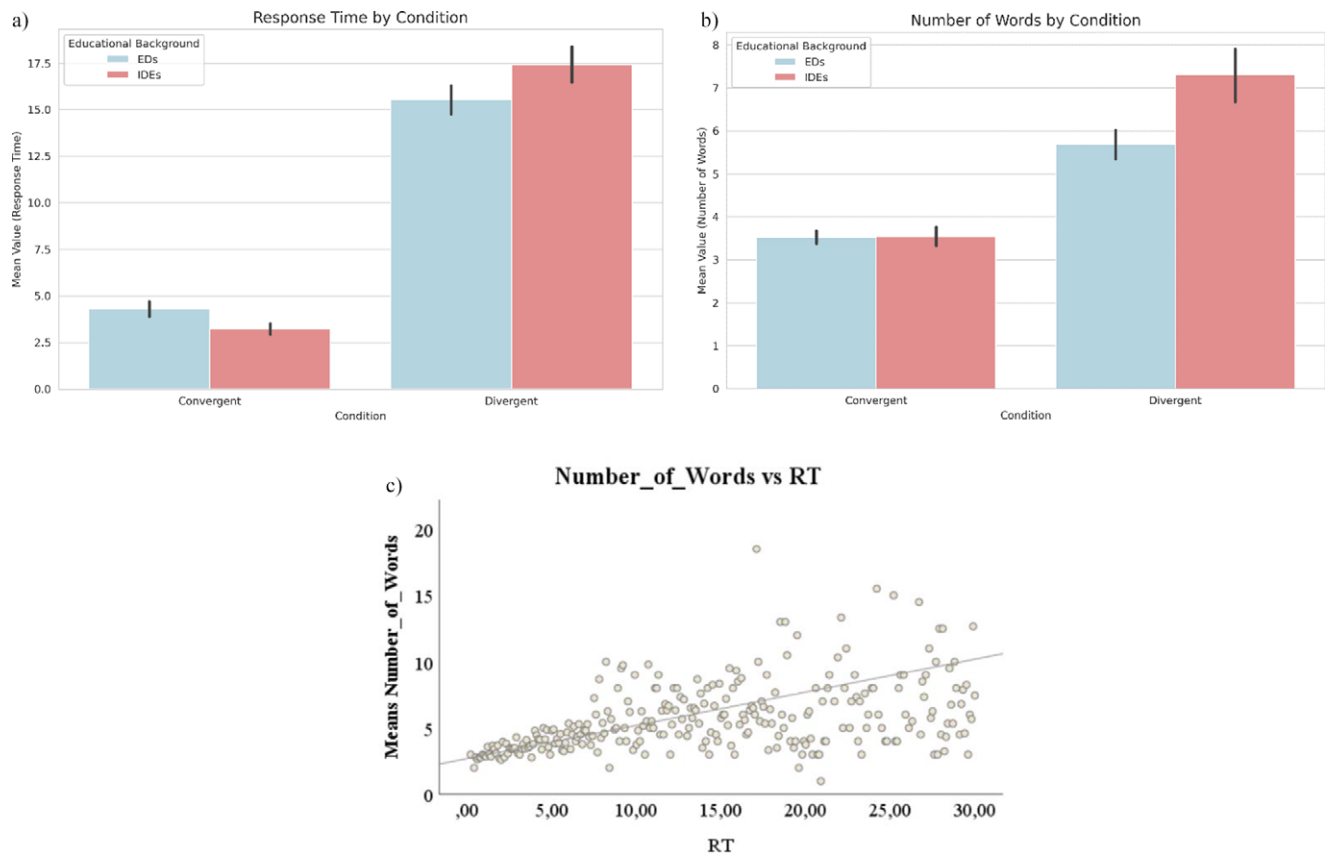 a)
Response Time by Condition
Educational Background
EDs
IDEs
Mean Value (Response Time)
17.5
15.0
12.5
10.0
7.5
5.0
2.5
0.0
Convergent
Divergent
Condition
b)
Number of Words by Condition
Educational Background
EDs
IDEs
Mean Value (Number of Words)
8
7
6
5
4
3
2
1
0
Convergent
Divergent
Condition
c)
Number_of_Words vs RT
Means Number_of_Words
20
15
10
5
0
,00
5,00
10,00
15,00
20,00
25,00
30,00
RT